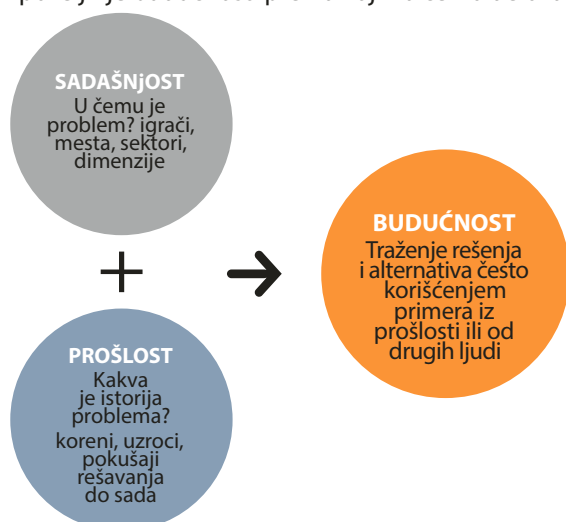 SADAŠNjOST
U čemu je
problem? igrači,
mesta, sektori,
dimenzije
+
PROŠLOST
Kakva
je istorija
problema?
koreni, uzroci,
pokušaji
rešavanja
do sada
BUDUĆNOST
Traženje rešenja
i alternativa često
korišćenjem
primera iz
prošlosti ili od
drugih ljudi